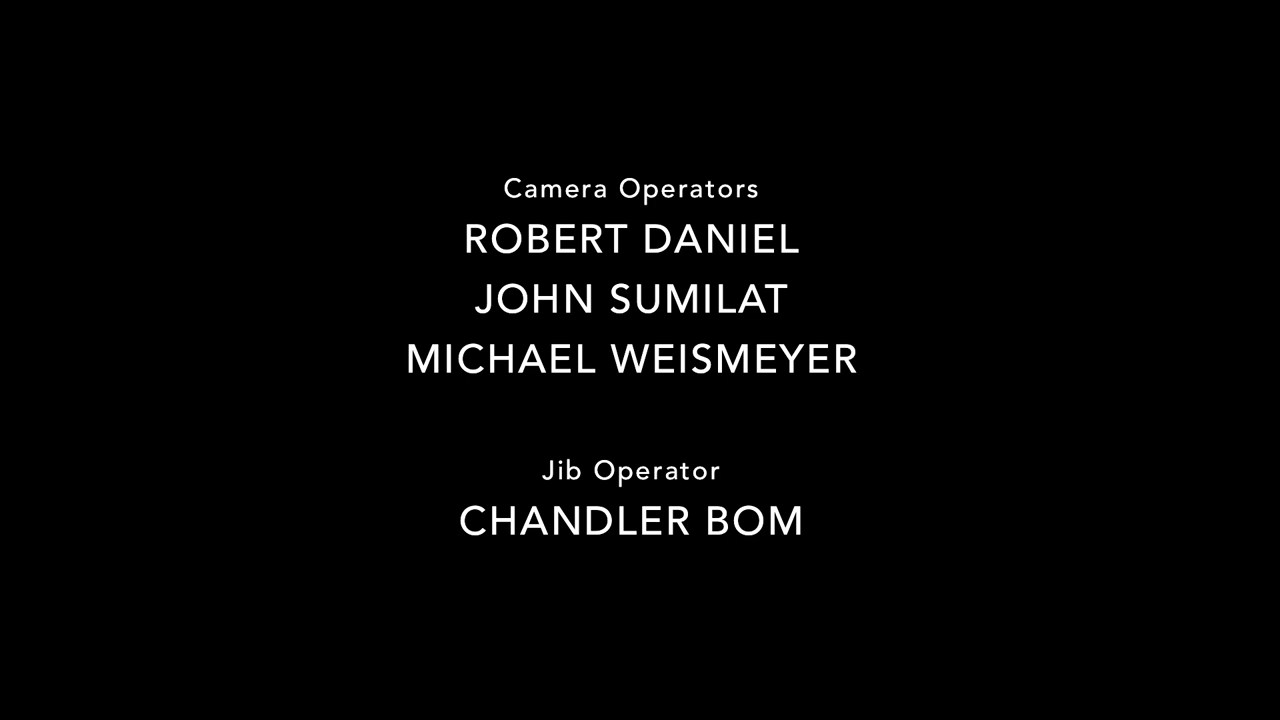 Camera Operators
ROBERT DANIEL
JOHN SUMILAT
MICHAEL WEISMEYER
Jib Operator
CHANDLER BOM